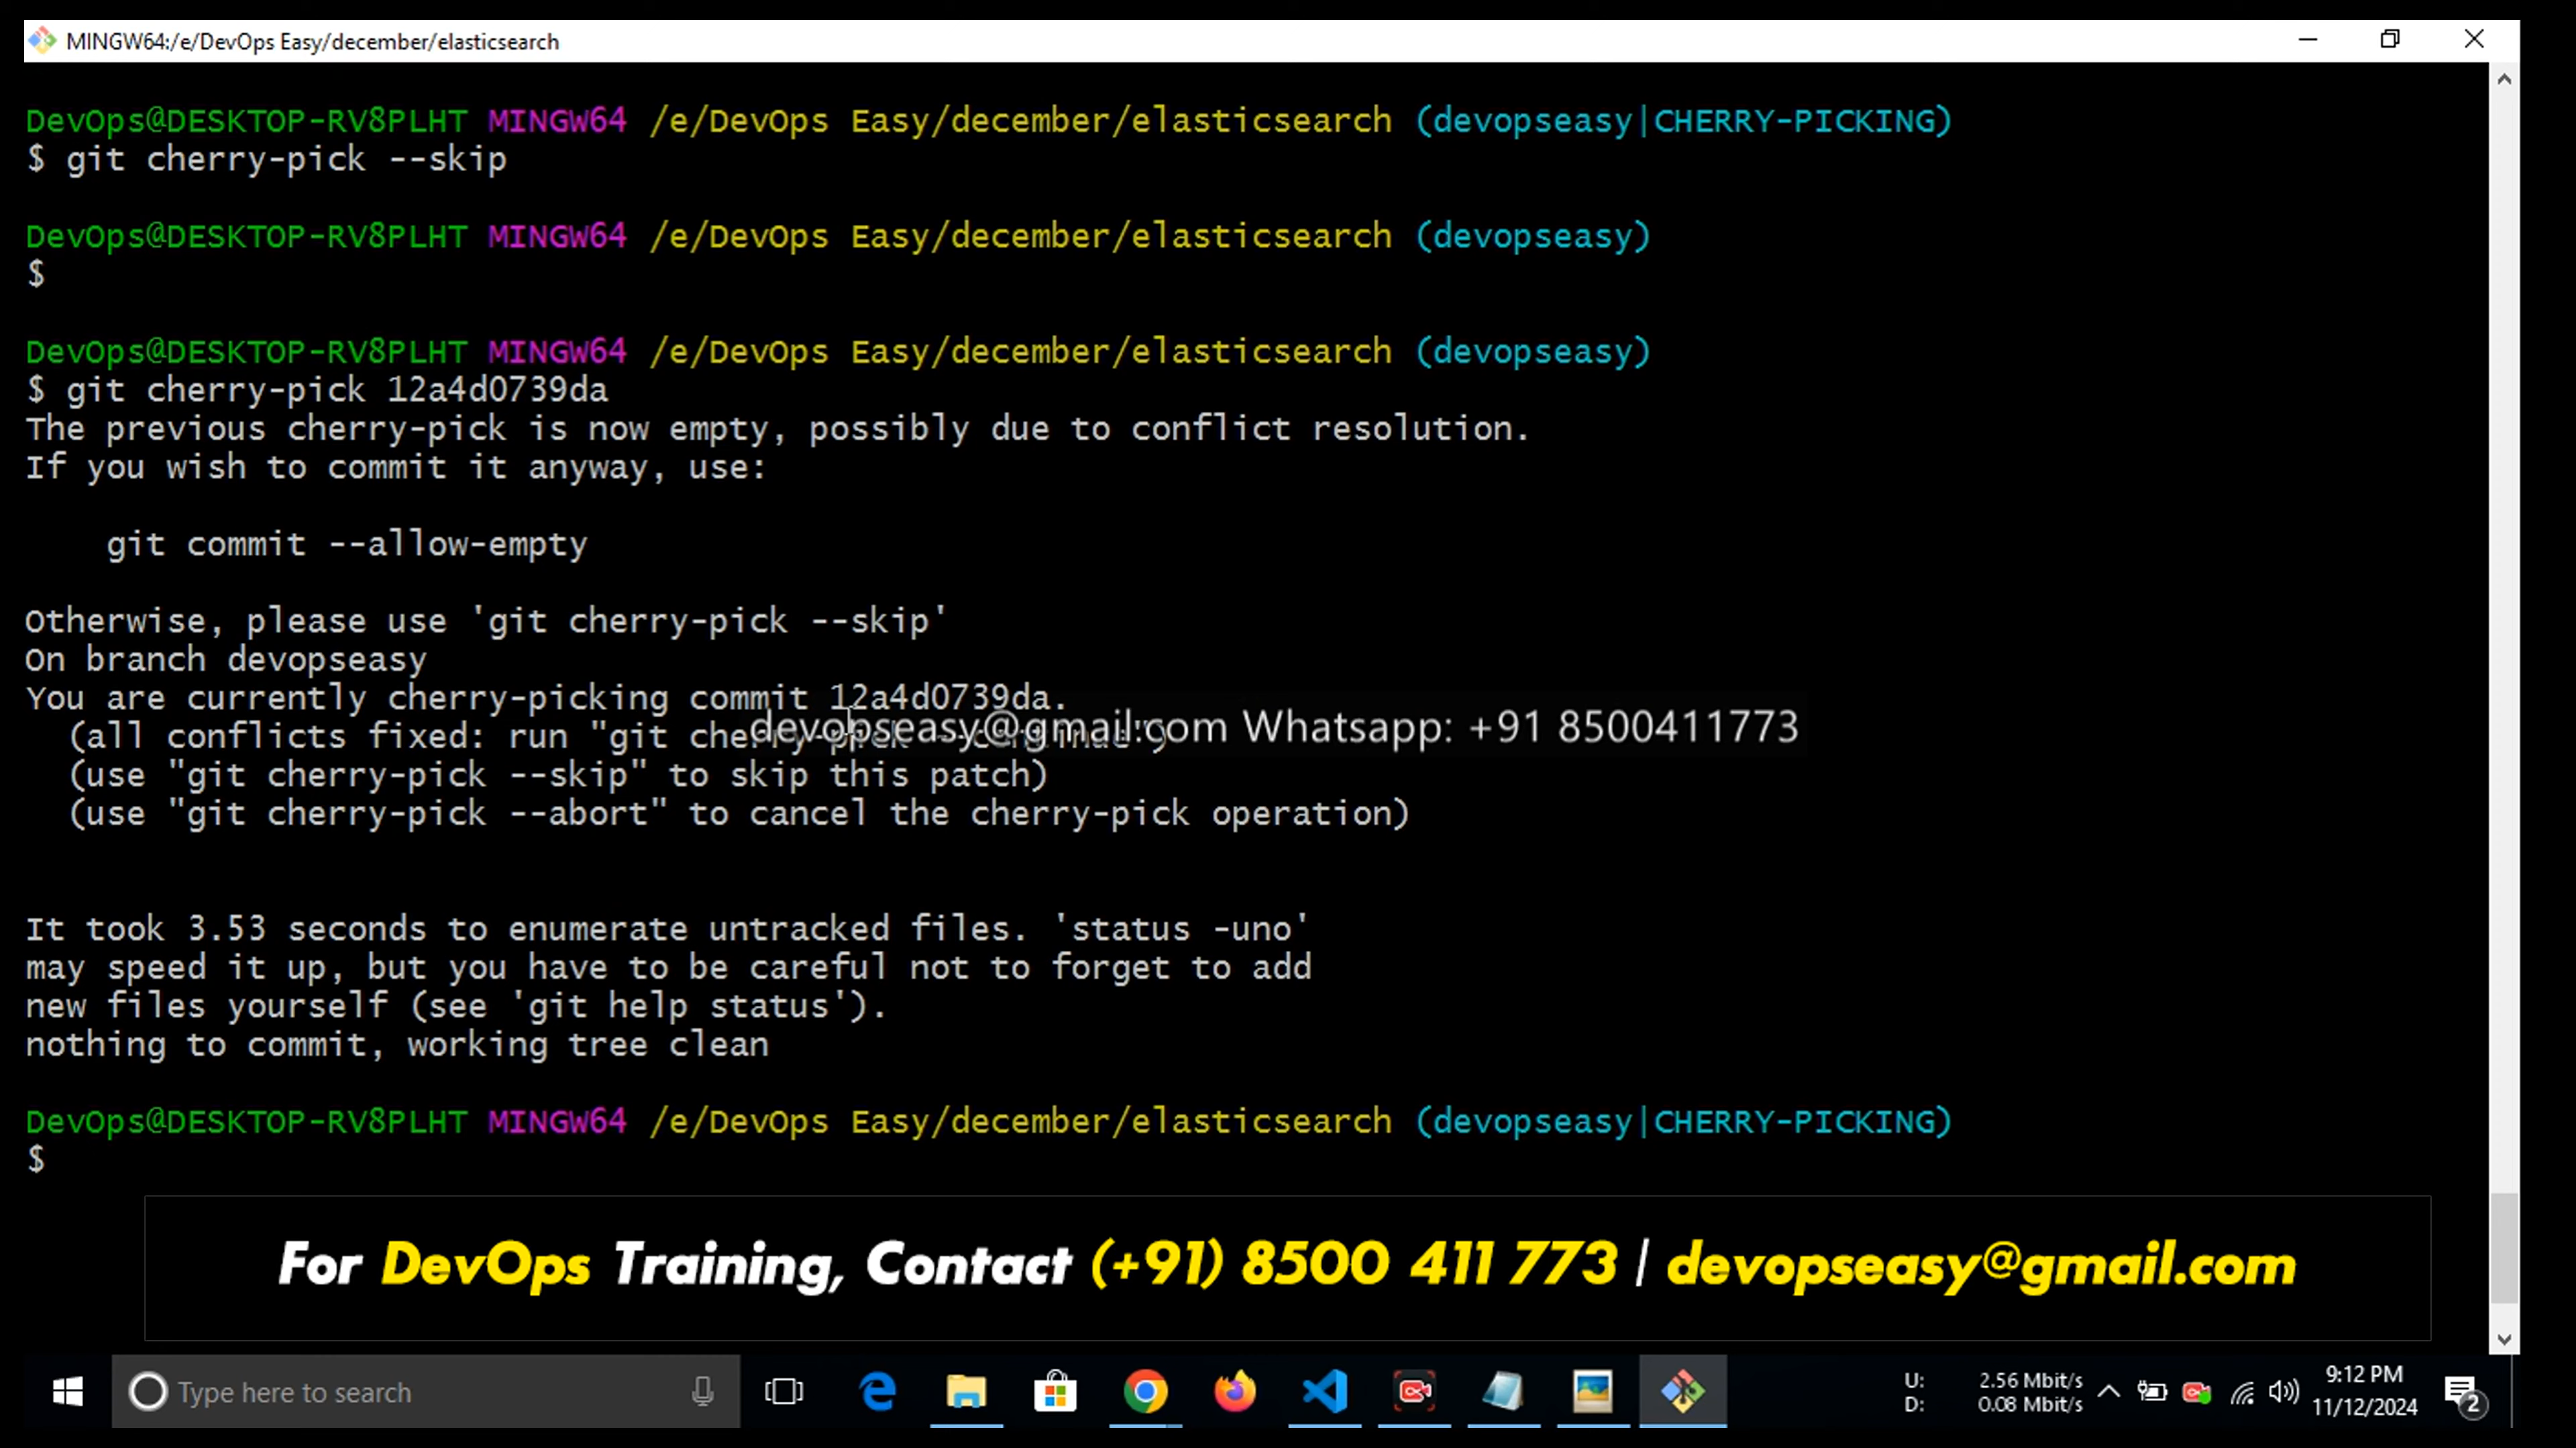 MINGW64:/e/DevOps Easy/december/elasticsearch
DevOps@DESKTOP-RV8PLHT MINGW64 /e/DevOps Easy/december/elasticsearch (devopseasy|CHERRY-PICKING)
$ git cherry-pick --skip
DevOps@DESKTOP-RV8PLHT MINGW64 /e/DevOps Easy/december/elasticsearch (devopseasy)
$
DevOps@DESKTOP-RV8PLHT MINGW64 /e/DevOps Easy/december/elasticsearch (devopseasy)
$ git cherry-pick 12a4d0739da
The previous cherry-pick is now empty, possibly due to conflict resolution.
If you wish to commit it anyway, use:
git commit --allow-empty
Otherwise, please use 'git cherry-pick --skip'
On branch devopseasy
You are currently cherry-picking commit 12a4d0739da.
(all conflicts fixed: run "git
devopseasy@gmail.com Whatsapp: +91 8500411773
(use "git cherry-pick --skip" to skip this patch)
(use "git cherry-pick --abort" to cancel the cherry-pick operation)
It took 3.53 seconds to enumerate untracked files. 'status -uno'
may speed it up, but you have to be careful not to forget to add
new files yourself (see 'git help status').
nothing to commit, working tree clean
DevOps@DESKTOP-RV8PLHT MINGW64 /e/DevOps Easy/december/elasticsearch (devopseasy|CHERRY-PICKING)
$
For DevOps Training, Contact (+91) 8500 411 773 | devopseasy@gmail.com
Type here to search
U: 2.56 Mbit/s
D: 0.08 Mbit/s
9:12 PM
11/12/2024
2